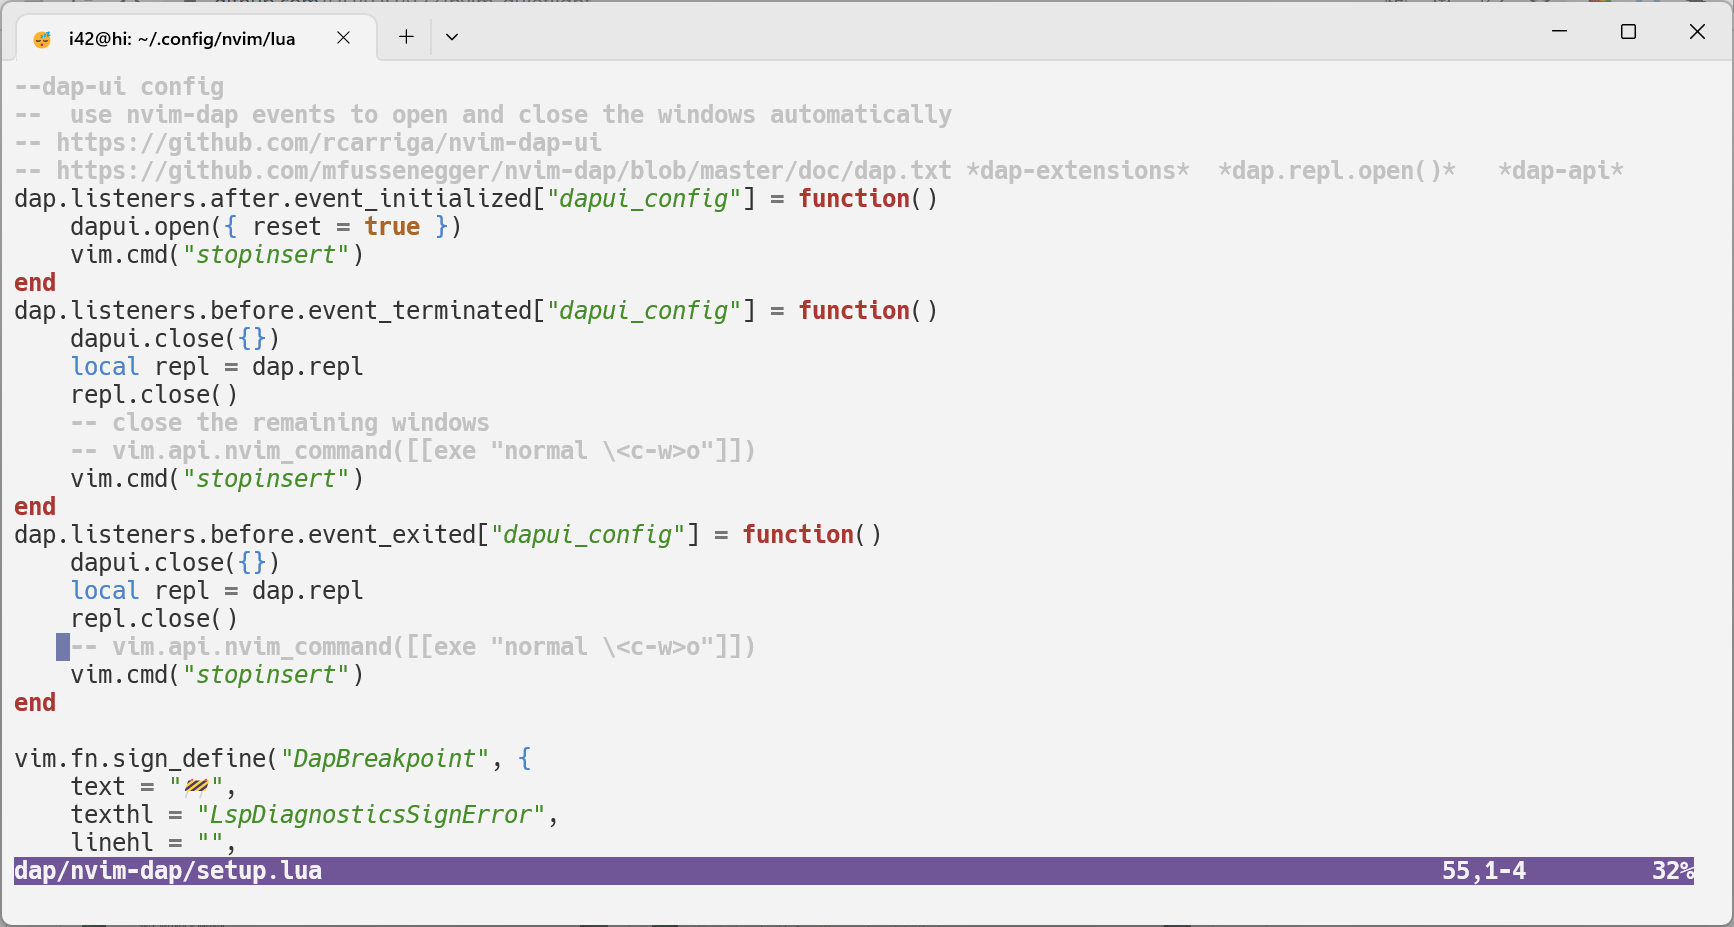 i42@hi: ~/.config/nvim/lua
--dap-ui config
--  use nvim-dap events to open and close the windows automatically
-- https://github.com/rcarriga/nvim-dap-ui
-- https://github.com/mfussenegger/nvim-dap/blob/master/doc/dap.txt *dap-extensions*  *dap.repl.open()*   *dap-api*
dap.listeners.after.event_initialized["dapui_config"] = function()
    dapui.open({ reset = true })
    vim.cmd("stopinsert")
end
dap.listeners.before.event_terminated["dapui_config"] = function()
    dapui.close({})
    local repl = dap.repl
    repl.close()
    -- close the remaining windows
    -- vim.api.nvim_command([[exe "normal \<c-w>o"]])
    vim.cmd("stopinsert")
end
dap.listeners.before.event_exited["dapui_config"] = function()
    dapui.close({})
    local repl = dap.repl
    repl.close()
    -- vim.api.nvim_command([[exe "normal \<c-w>o"]])
    vim.cmd("stopinsert")
end

vim.fn.sign_define("DapBreakpoint", {
    text = "🚧",
    texthl = "LspDiagnosticsSignError",
    linehl = "",
dap/nvim-dap/setup.lua 55,1-4 32%